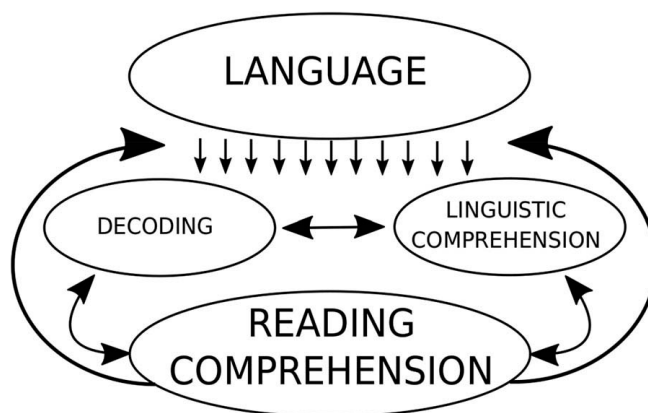 LANGUAGE
DECODING
LINGUISTIC
COMPREHENSION
READING
COMPREHENSION